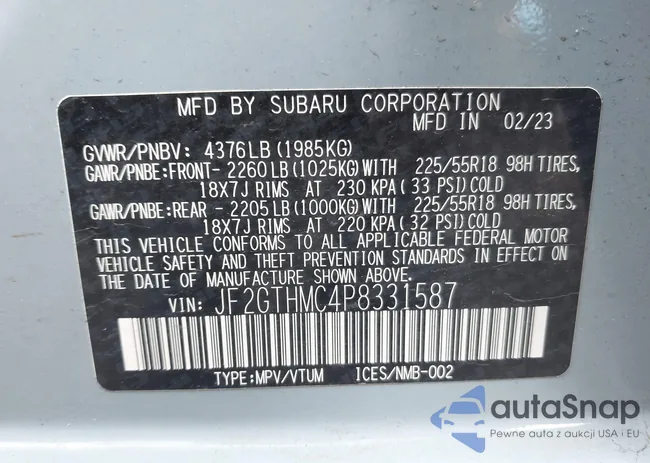 MFD BY SUBARU CORPORATION
MFD IN 02/23
GVWR/PNBV: 4376LB(1985KG)
GAWR/PNBE:FRONT- 2260LB(1025KG)WITH 225/55R18 98H TIRES,
18X7J RIMS AT 230 KPA(33 PSI)COLD
GAWR/PNBE:REAR - 2205LB(1000KG)WITH 225/55R18 98H TIRES,
18X7J RIMS AT 220 KPA(32 PSI)COLD
THIS VEHICLE CONFORMS TO ALL APPLICABLE FEDERAL MOTOR
VEHICLE SAFETY AND THEFT PREVENTION STANDARDS IN EFFECT
ON THE DATE OF MANUFACTURE SHOWN ABOVE.
VIN: JF2GTHMC4P8331587
TYPE:MPV/VTUM ICES/NMB-002
autaSnap
Pewne auta z aukcji USA i EU